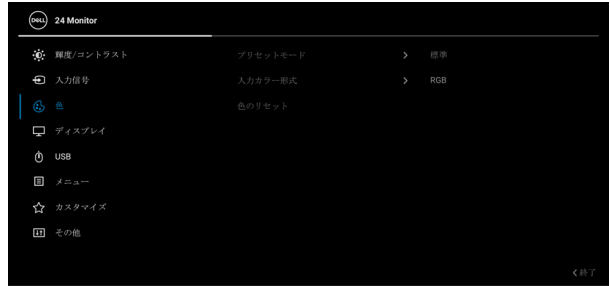 DELL 24 Monitor
輝度/コントラスト プリセットモード > 標準
入力信号 入力カラー形式 > RGB
色 色のリセット
ディスプレイ
USB
メニュー
カスタマイズ
その他
<終了